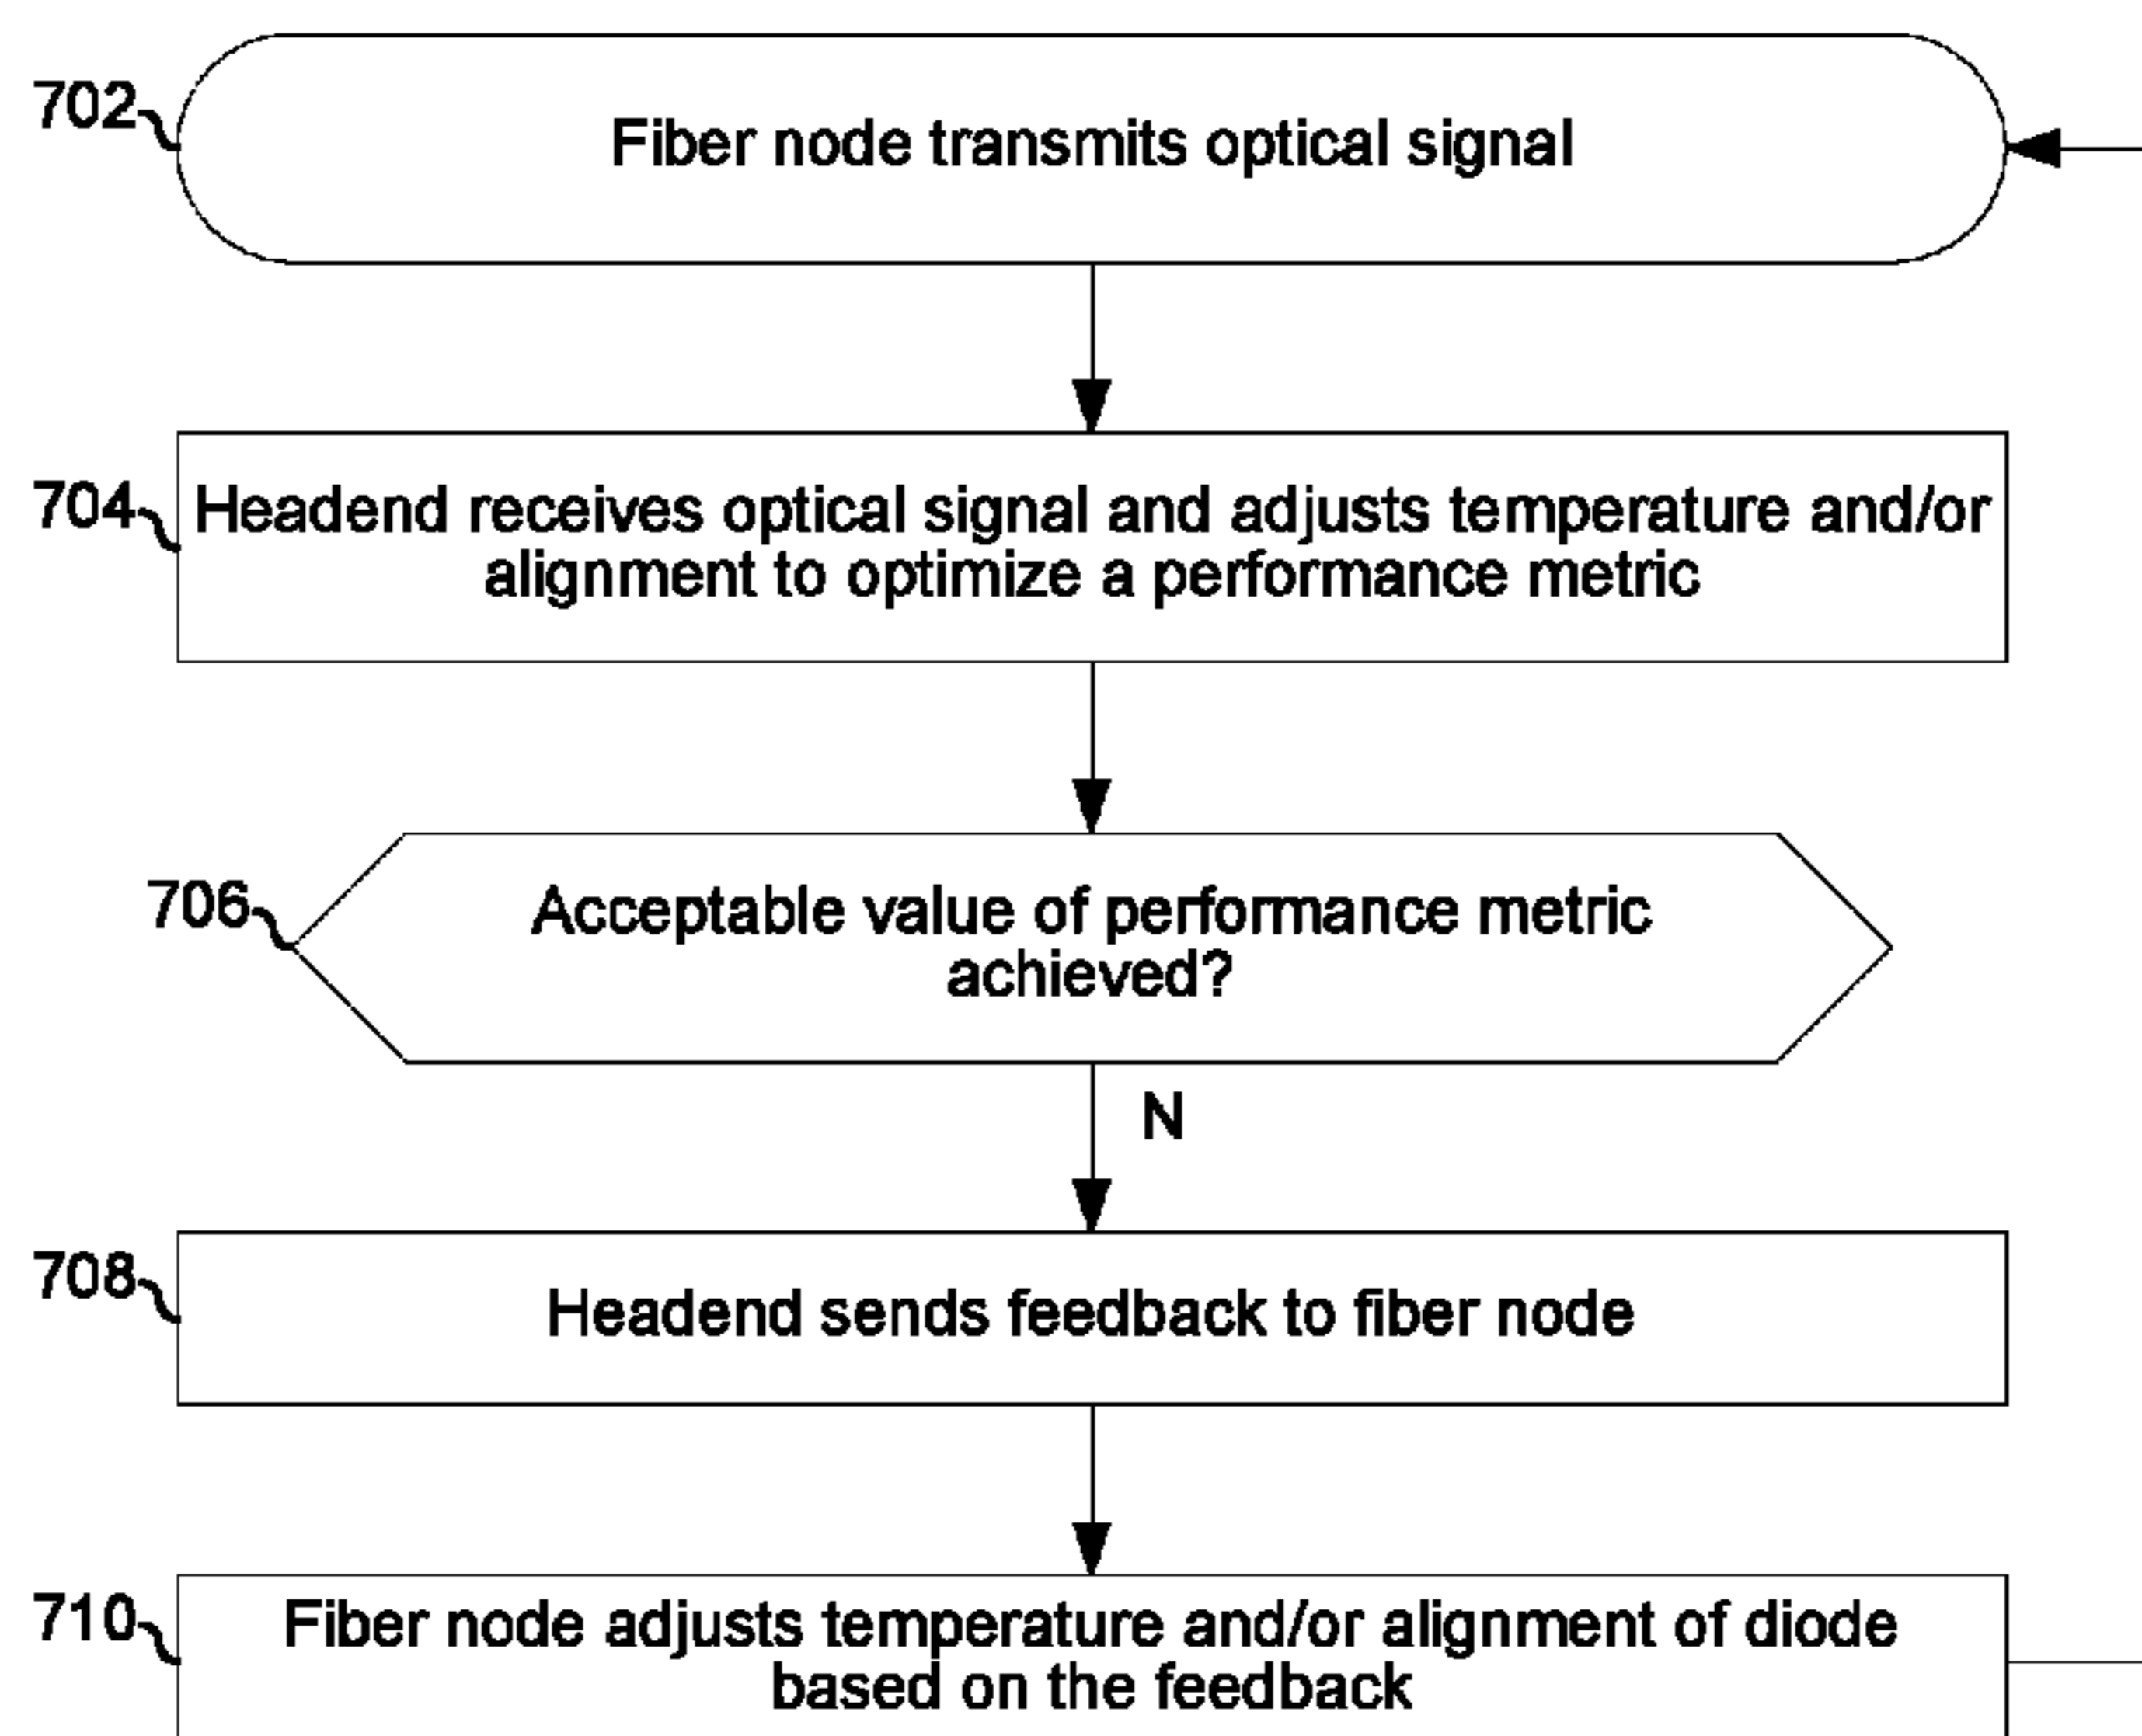 702
Fiber node transmits optical signal
704
Headend receives optical signal and adjusts temperature and/or
alignment to optimize a performance metric
706
Acceptable value of performance metric
achieved?
N
708
Headend sends feedback to fiber node
710
Fiber node adjusts temperature and/or alignment of diode
based on the feedback